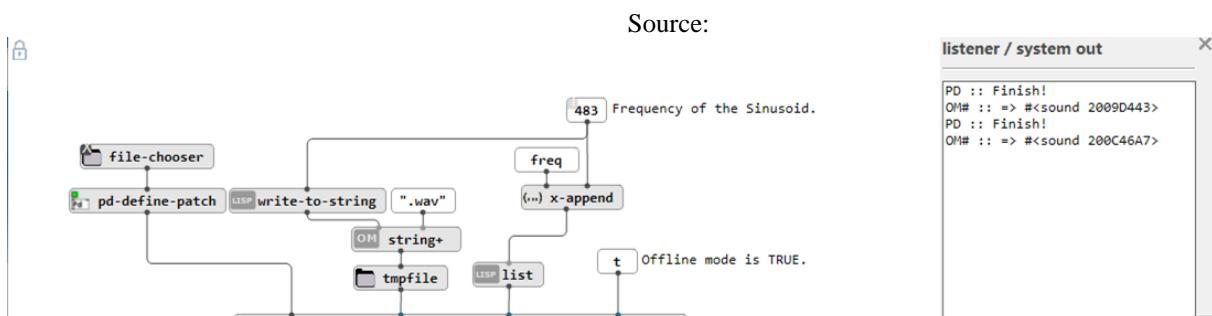 Source:
listener / system out
PD :: Finish!
OM# :: => #<sound 2009D443>
PD :: Finish!
OM# :: => #<sound 200C46A7>
483 Frequency of the Sinusoid.
file-chooser
freq
pd-define-patch
LISP write-to-string
".wav"
(...) x-append
OM string+
t Offline mode is TRUE.
tmpfile
LISP list